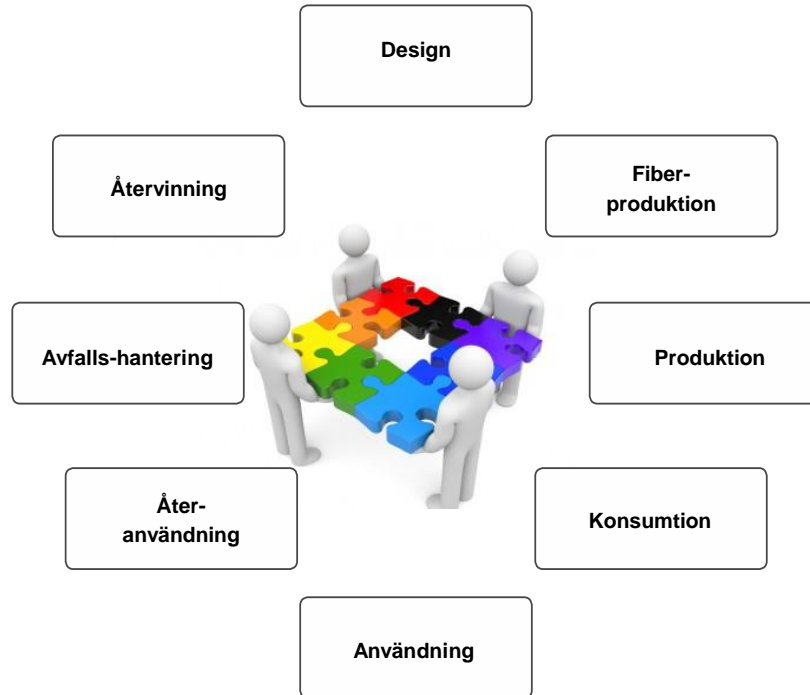 Design
Återvinning
Fiber-
produktion
Avfalls-hantering
Produktion
Åter-
användning
Konsumtion
Användning